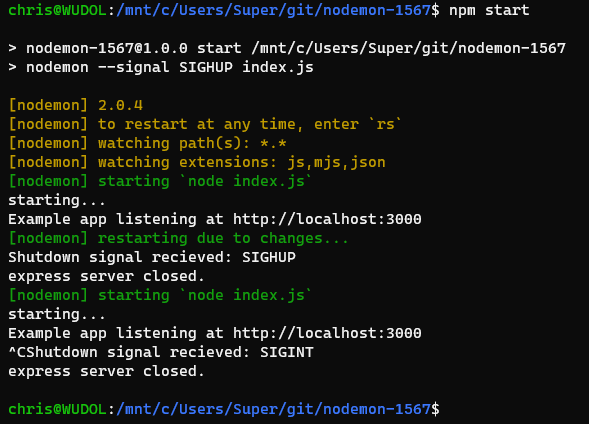 chris@WUDOL:/mnt/c/Users/Super/git/nodemon-1567$ npm start
> nodemon-1567@1.0.0 start /mnt/c/Users/Super/git/nodemon-1567
> nodemon --signal SIGHUP index.js
[nodemon] 2.0.4
[nodemon] to restart at any time, enter `rs`
[nodemon] watching path(s): *.*
[nodemon] watching extensions: js,mjs,json
[nodemon] starting `node index.js`
starting...
Example app listening at http://localhost:3000
[nodemon] restarting due to changes...
Shutdown signal recieved: SIGHUP
express server closed.
[nodemon] starting `node index.js`
starting...
Example app listening at http://localhost:3000
^CShutdown signal recieved: SIGINT
express server closed.
chris@WUDOL:/mnt/c/Users/Super/git/nodemon-1567$